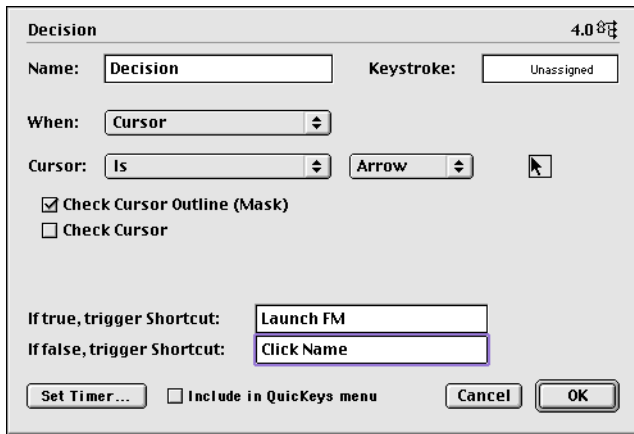 Decision 4.0
Name: Decision Keystroke: Unassigned
When: Cursor
Cursor: Is Arrow
Check Cursor Outline (Mask)
Check Cursor
If true, trigger Shortcut: Launch FM
If false, trigger Shortcut: Click Name
Set Timer... Include in QuicKeys menu Cancel OK